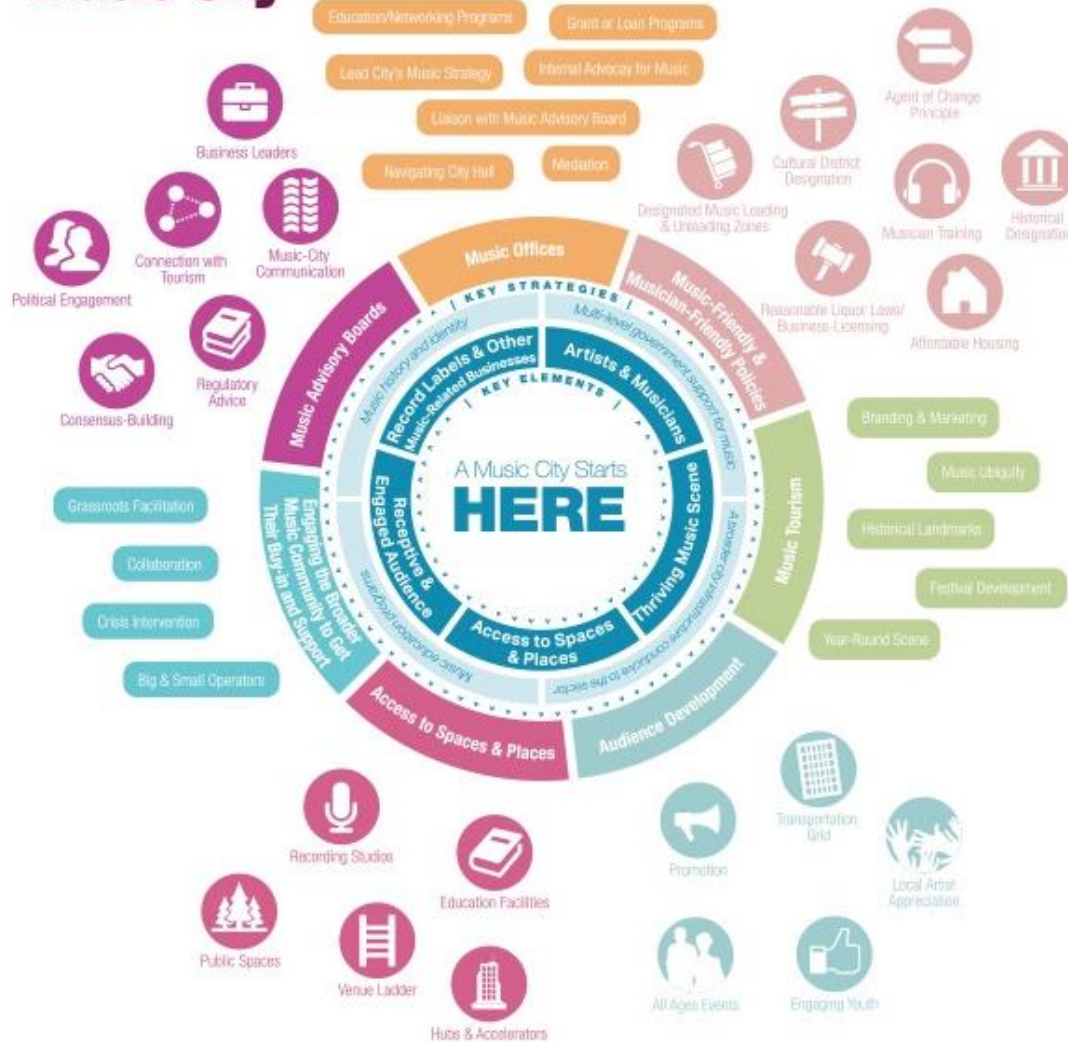 Education/Networking Programs
Grant or Loan Programs
Lead City's Music Strategy
Internal Advocacy for Music
Liaison with Music Advisory Board
Navigating City Hall
Mediation
Business Leaders
Connection with
Tourism
Music-City
Communication
Political Engagement
Regulatory
Advice
Consensus-Building
Agent of Change
Principle
Cultural District
Designation
Designated Music Loading
& Unloading Zones
Musician Training
Historical
Designation
Reasonable Liquor Laws/
Business-Licensing
Affordable Housing
Music Offices
Music-Friendly &
Musician-Friendly Policies
Music Advisory Boards
| KEY STRATEGIES |
Music history and identity
Multi-level government support for music
Record Labels & Other
Music-Related Businesses
Artists & Musicians
| KEY ELEMENTS |
A Music City Starts
HERE
Receptive &
Engaged Audience
Thriving Music Scene
Access to Spaces
& Places
Music education programs
A broader city infrastructure conducive to the sector
Music Tourism
Branding & Marketing
Music Ubiquity
Historical Landmarks
Festival Development
Year-Round Scene
Engaging the Broader
Music Community to Get
Their Buy-in and Support
Grassroots Facilitation
Collaboration
Crisis Intervention
Big & Small Operators
Access to Spaces & Places
Audience Development
Recording Studios
Education Facilities
Public Spaces
Venue Ladder
Hubs & Accelerators
Promotion
Transportation
Grid
Local Artist
Appreciation
All Ages Events
Engaging Youth